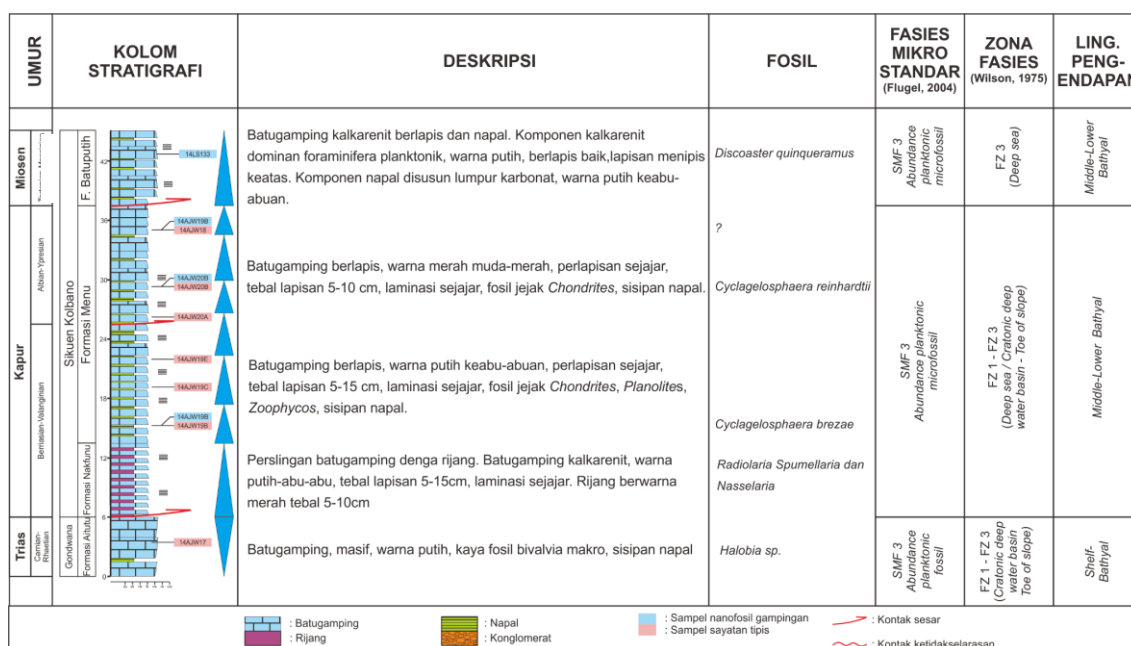 UMUR
KOLOM
STRATIGRAFI
DESKRIPSI
FOSIL
FASIES
MIKRO
STANDAR
(Flugel, 2004)
ZONA
FASIES
(Wilson, 1975)
LING.
PENG-
ENDAPAN
Miosen
F. Batuputih
42
14LS133
Batugamping kalkarenit berlapis dan napal. Komponen kalkarenit
dominan foraminifera planktonik, warna putih, berlapis baik,lapisan menipis
keatas. Komponen napal disusun lumpur karbonat, warna putih keabu-
abuan.
Discoaster quinqueramus
SMF 3
Abundance
planktonic
microfossil
FZ 3
(Deep sea)
Middle-Lower
Bathyal
Kapur
Albian-Ypresian
Berriasian-Valanginian
Sikuen Kolbano
Formasi Menu
Formasi Nakfunu
36
30
24
18
12
6
14AJW19B
14AJW18
14AJW20B
14AJW20B
14AJW20A
14AJW19E
14AJW19C
14AJW19B
14AJW19B
?
Batugamping berlapis, warna merah muda-merah, perlapisan sejajar,
tebal lapisan 5-10 cm, laminasi sejajar, fosil jejak Chondrites, sisipan napal.
Cyclagelosphaera reinhardtii
Batugamping berlapis, warna putih keabu-abuan, perlapisan sejajar,
tebal lapisan 5-15 cm, laminasi sejajar, fosil jejak Chondrites, Planolites,
Zoophycos, sisipan napal.
Cyclagelosphaera brezae
Perslingan batugamping denga rijang. Batugamping kalkarenit, warna
putih-abu-abu, tebal lapisan 5-15cm, laminasi sejajar. Rijang berwarna
merah tebal 5-10cm
Radiolaria Spumellaria dan
Nasselaria
SMF 3
Abundance planktonic
microfossil
FZ 1 - FZ 3
(Deep sea / Cratonic deep
water basin - Toe of slope)
Middle-Lower Bathyal
Trias
Carnian-
Rhaetian
Gondwana
Formasi Aitutu
0
14AJW17
Batugamping, masif, warna putih, kaya fosil bivalvia makro, sisipan napal
Halobia sp.
SMF 3
Abundance
planktonic
fossil
FZ 1 - FZ 3
(Cratonic deep
water basin
Toe of slope)
Shelf-
Bathyal
: Batugamping
: Rijang
: Napal
: Konglomerat
: Sampel nanofosil gampingan
: Sampel sayatan tipis
: Kontak sesar
: Kontak ketidakselarasan